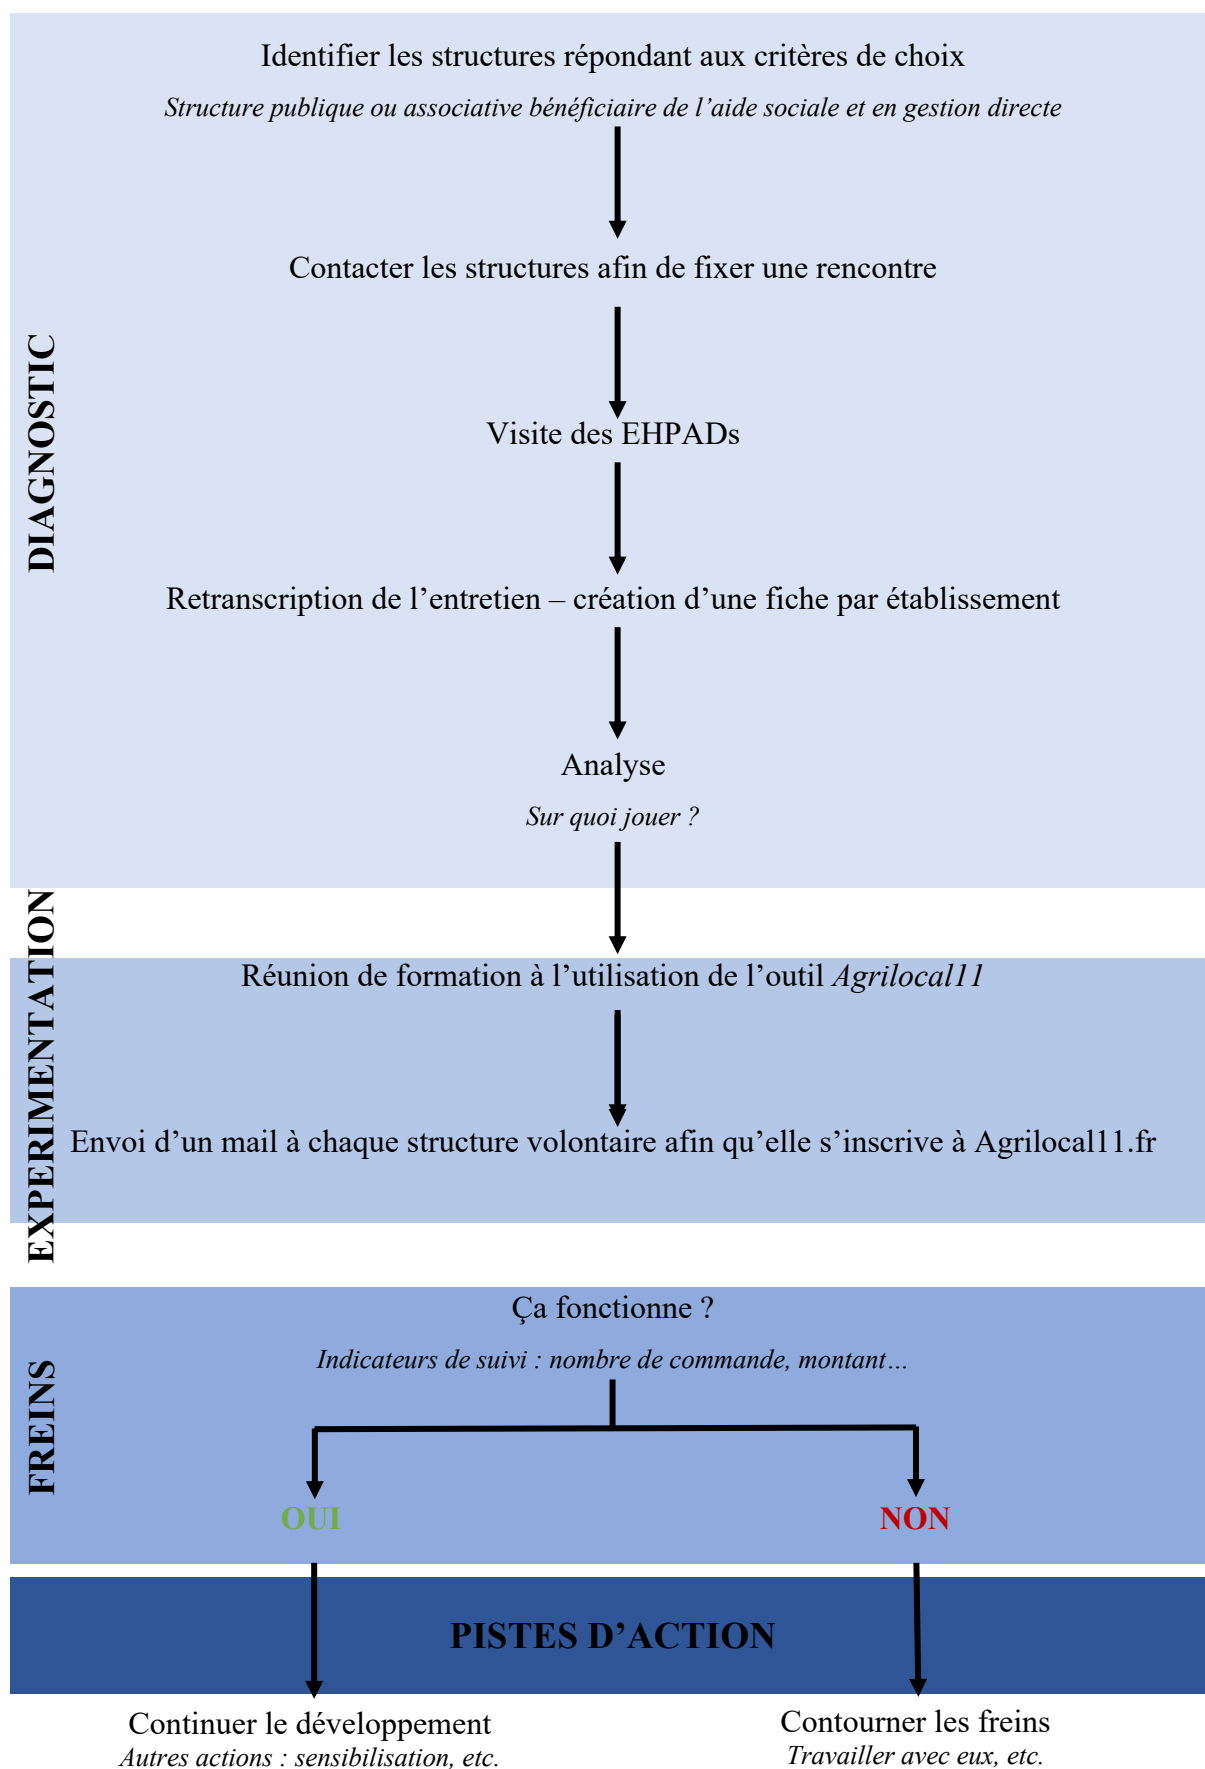 Identifier les structures répondant aux critères de choix
Structure publique ou associative bénéficiaire de l’aide sociale et en gestion directe
Contacter les structures afin de fixer une rencontre
DIAGNOSTIC
Visite des EHPADs
Retranscription de l’entretien – création d’une fiche par établissement
Analyse
Sur quoi jouer ?
EXPERIMENTATION
Réunion de formation à l’utilisation de l’outil Agrilocal11
Envoi d’un mail à chaque structure volontaire afin qu’elle s’inscrive à Agrilocal11.fr
Ça fonctionne ?
Indicateurs de suivi : nombre de commande, montant…
FREINS
OUI
NON
PISTES D’ACTION
Continuer le développement
Autres actions : sensibilisation, etc.
Contourner les freins
Travailler avec eux, etc.